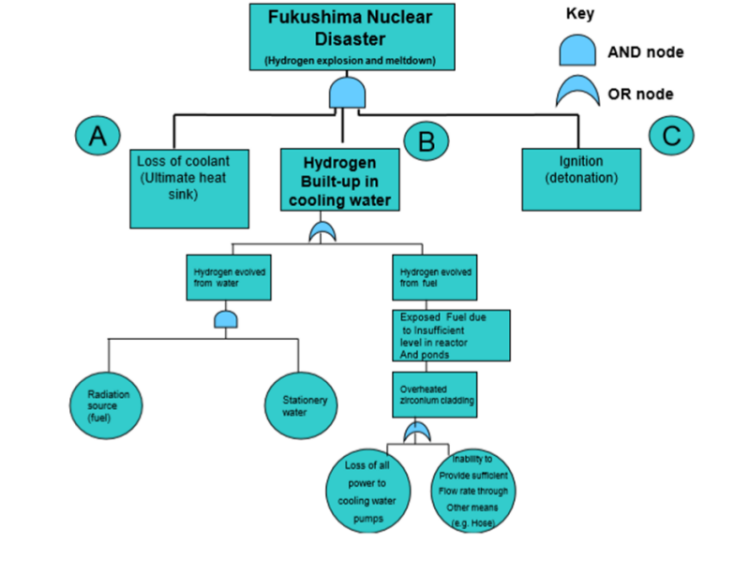 Fukushima Nuclear
Disaster
(Hydrogen explosion and meltdown)
Key
AND node
OR node
A
B
C
Loss of coolant
(Ultimate heat
sink)
Hydrogen
Built-up in
cooling water
Ignition
(detonation)
Hydrogen evolved
from water
Hydrogen evolved
from fuel
Exposed Fuel due
to Insufficient
level in reactor
And ponds
Radiation
source
(fuel)
Stationery
water
Overheated
zirconium cladding
Loss of all
power to
cooling water
pumps
Inability to
Provide sufficient
Flow rate through
Other means
(e.g. Hose)